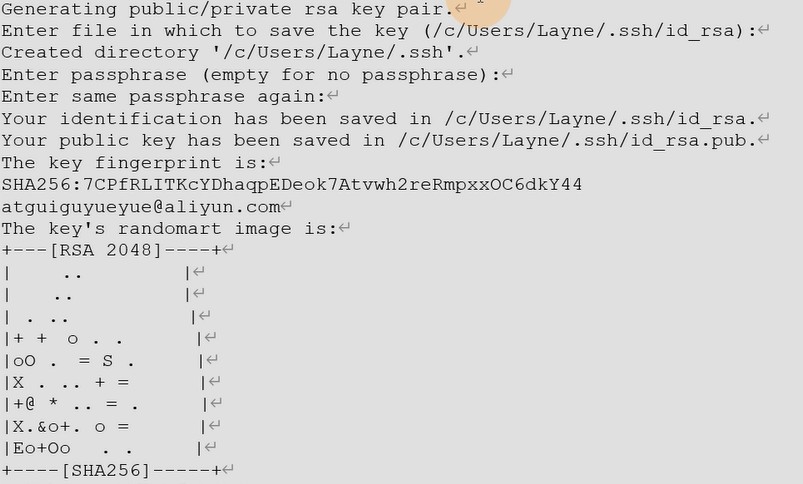 Generating public/private rsa key pair.↵
Enter file in which to save the key (/c/Users/Layne/.ssh/id_rsa):↵
Created directory '/c/Users/Layne/.ssh'.↵
Enter passphrase (empty for no passphrase):↵
Enter same passphrase again:↵
Your identification has been saved in /c/Users/Layne/.ssh/id_rsa.↵
Your public key has been saved in /c/Users/Layne/.ssh/id_rsa.pub.↵
The key fingerprint is:↵
SHA256:7CPfRLITKcYDhaqpEDeok7Atvwh2reRmpxxOC6dkY44
atguiguyueyue@aliyun.com↵
The key's randomart image is:↵
+---[RSA 2048]----+↵
|    ..         |↵
|   ..          |↵
| . ..           |↵
|+ +  o . .       |↵
|oO .  = S .      |↵
|X . .. + =       |↵
|+@ * .. = .      |↵
|X.&o+. o =       |↵
|Eo+Oo   . .      |↵
+----[SHA256]-----+↵